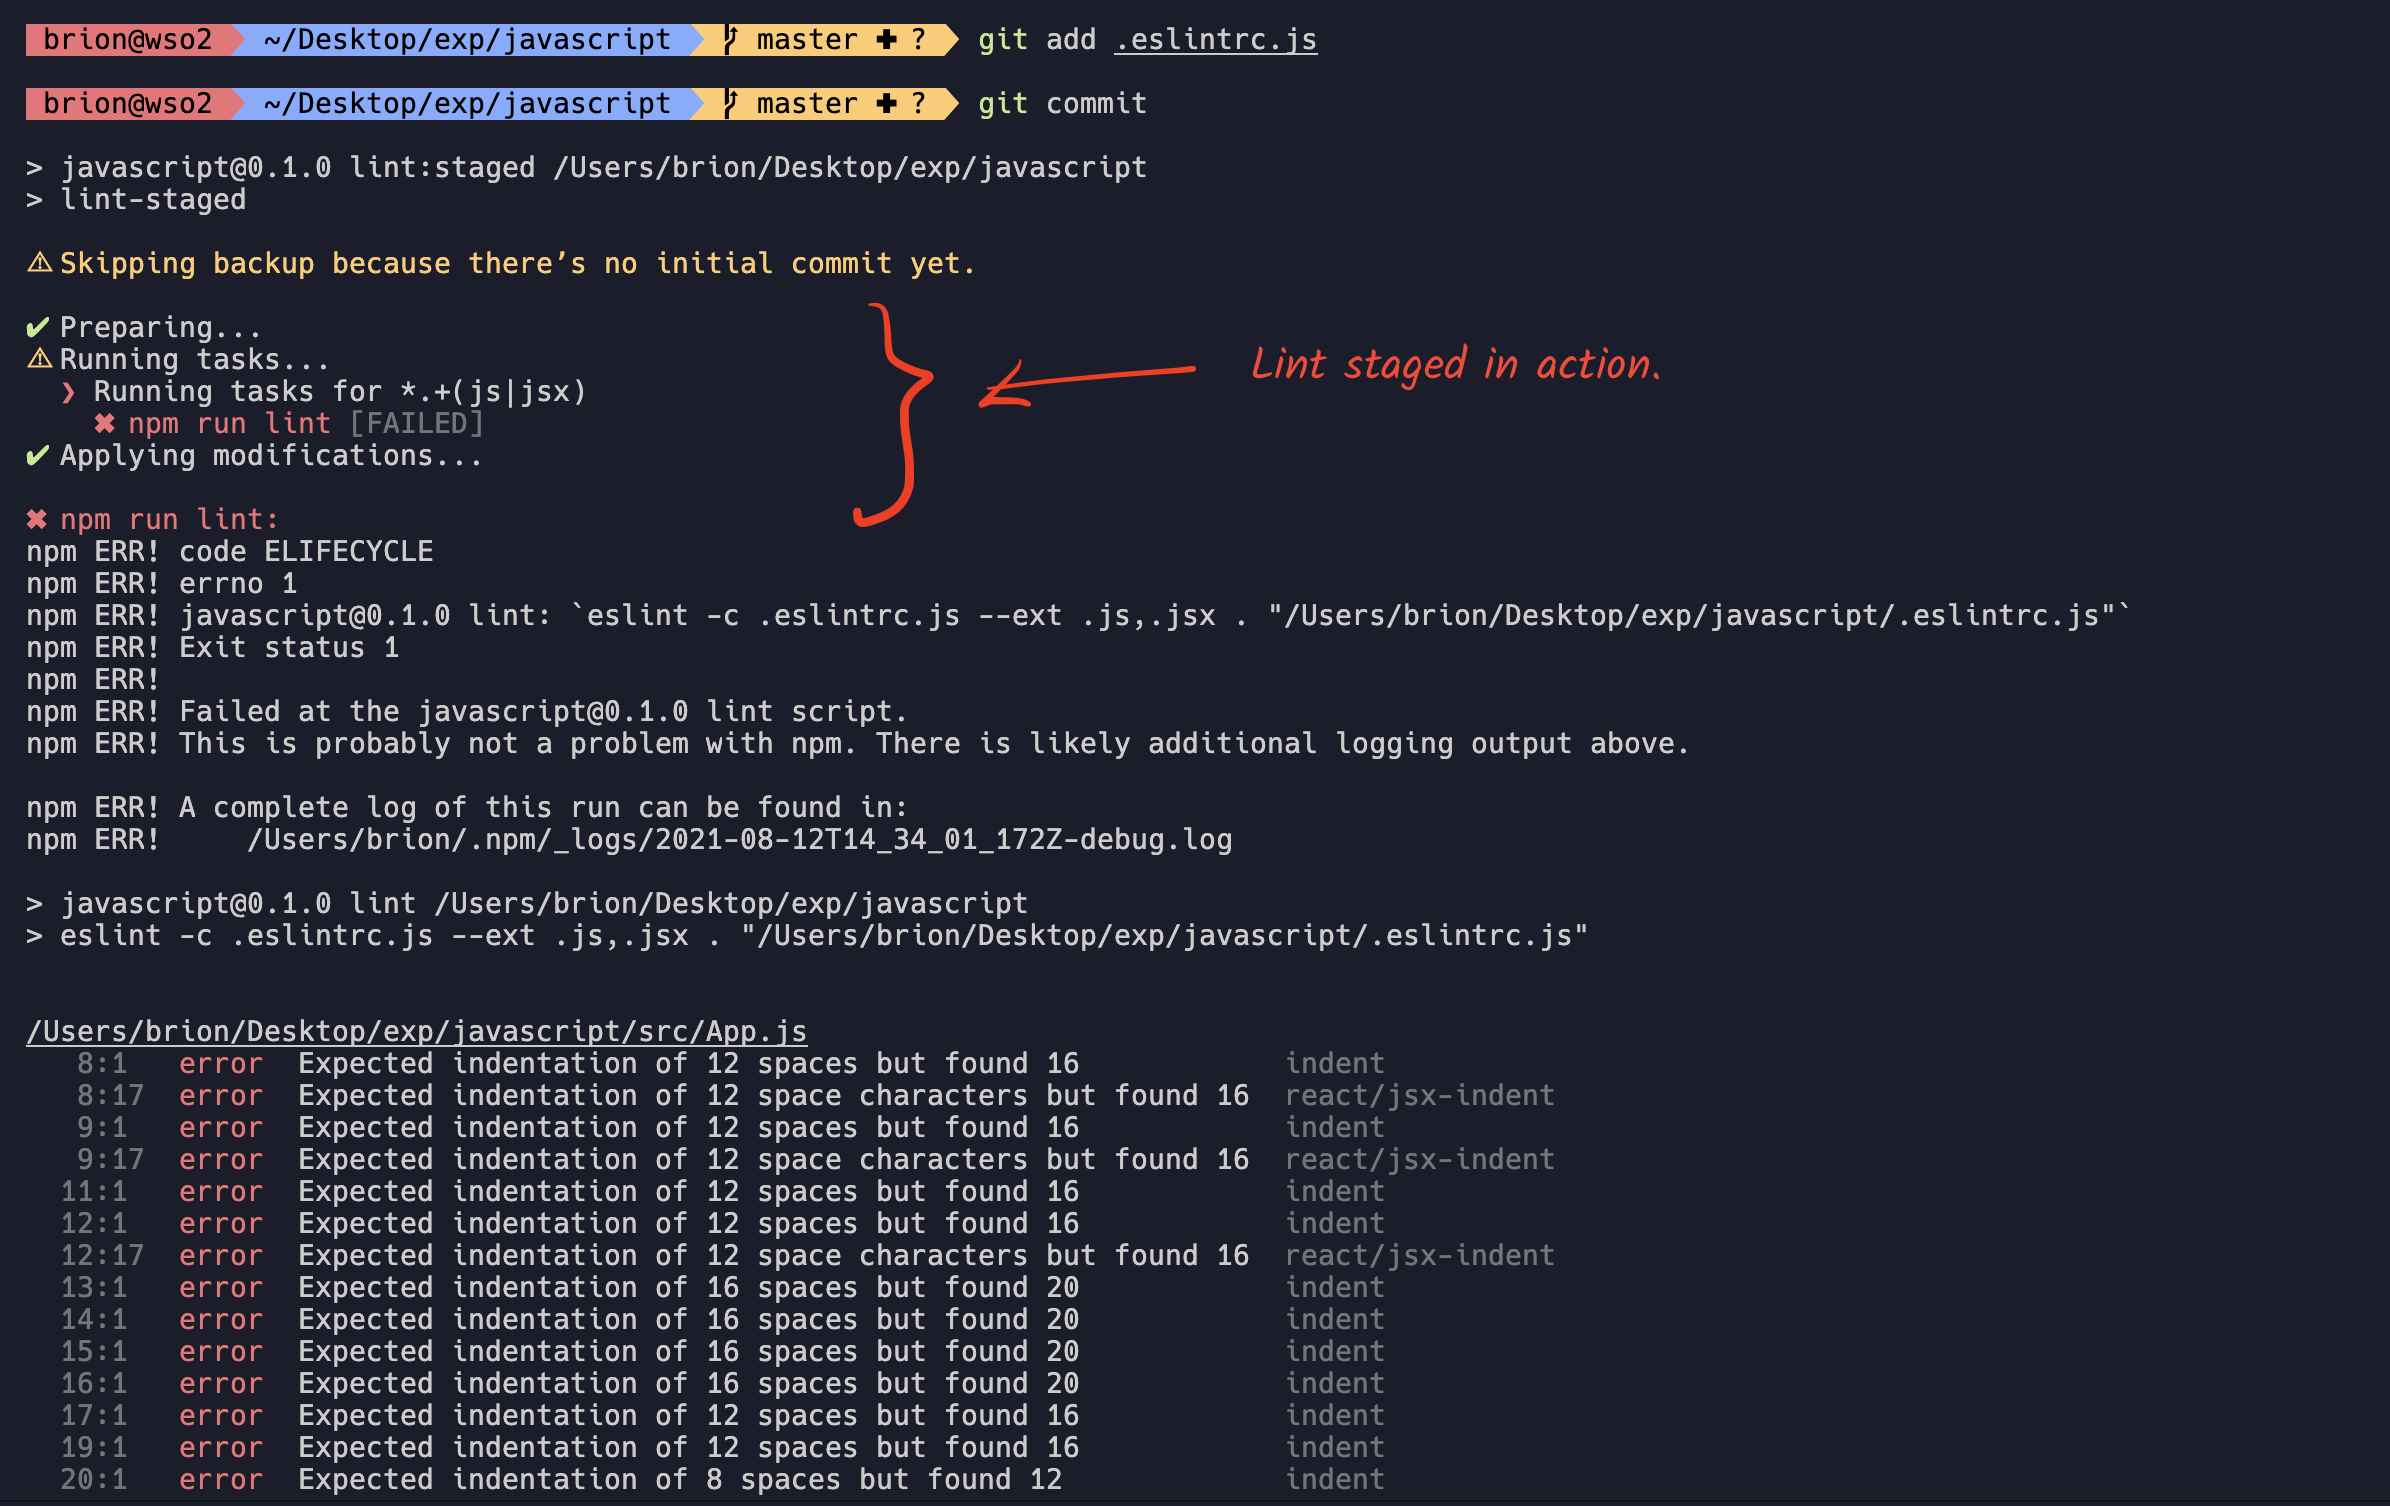 brion@wso2 ~/Desktop/exp/javascript master ✚ ? git add .eslintrc.js
brion@wso2 ~/Desktop/exp/javascript master ✚ ? git commit
> javascript@0.1.0 lint:staged /Users/brion/Desktop/exp/javascript
> lint-staged
⚠ Skipping backup because there’s no initial commit yet.
✔ Preparing...
⚠ Running tasks...
❯ Running tasks for *.+(js|jsx)
✖ npm run lint [FAILED]
✔ Applying modifications...
Lint staged in action.
✖ npm run lint:
npm ERR! code ELIFECYCLE
npm ERR! errno 1
npm ERR! javascript@0.1.0 lint: `eslint -c .eslintrc.js --ext .js,.jsx . "/Users/brion/Desktop/exp/javascript/.eslintrc.js"`
npm ERR! Exit status 1
npm ERR!
npm ERR! Failed at the javascript@0.1.0 lint script.
npm ERR! This is probably not a problem with npm. There is likely additional logging output above.
npm ERR! A complete log of this run can be found in:
npm ERR!     /Users/brion/.npm/_logs/2021-08-12T14_34_01_172Z-debug.log
> javascript@0.1.0 lint /Users/brion/Desktop/exp/javascript
> eslint -c .eslintrc.js --ext .js,.jsx . "/Users/brion/Desktop/exp/javascript/.eslintrc.js"
/Users/brion/Desktop/exp/javascript/src/App.js
8:1 error Expected indentation of 12 spaces but found 16 indent
8:17 error Expected indentation of 12 space characters but found 16 react/jsx-indent
9:1 error Expected indentation of 12 spaces but found 16 indent
9:17 error Expected indentation of 12 space characters but found 16 react/jsx-indent
11:1 error Expected indentation of 12 spaces but found 16 indent
12:1 error Expected indentation of 12 spaces but found 16 indent
12:17 error Expected indentation of 12 space characters but found 16 react/jsx-indent
13:1 error Expected indentation of 16 spaces but found 20 indent
14:1 error Expected indentation of 16 spaces but found 20 indent
15:1 error Expected indentation of 16 spaces but found 20 indent
16:1 error Expected indentation of 16 spaces but found 20 indent
17:1 error Expected indentation of 12 spaces but found 16 indent
19:1 error Expected indentation of 12 spaces but found 16 indent
20:1 error Expected indentation of 8 spaces but found 12 indent